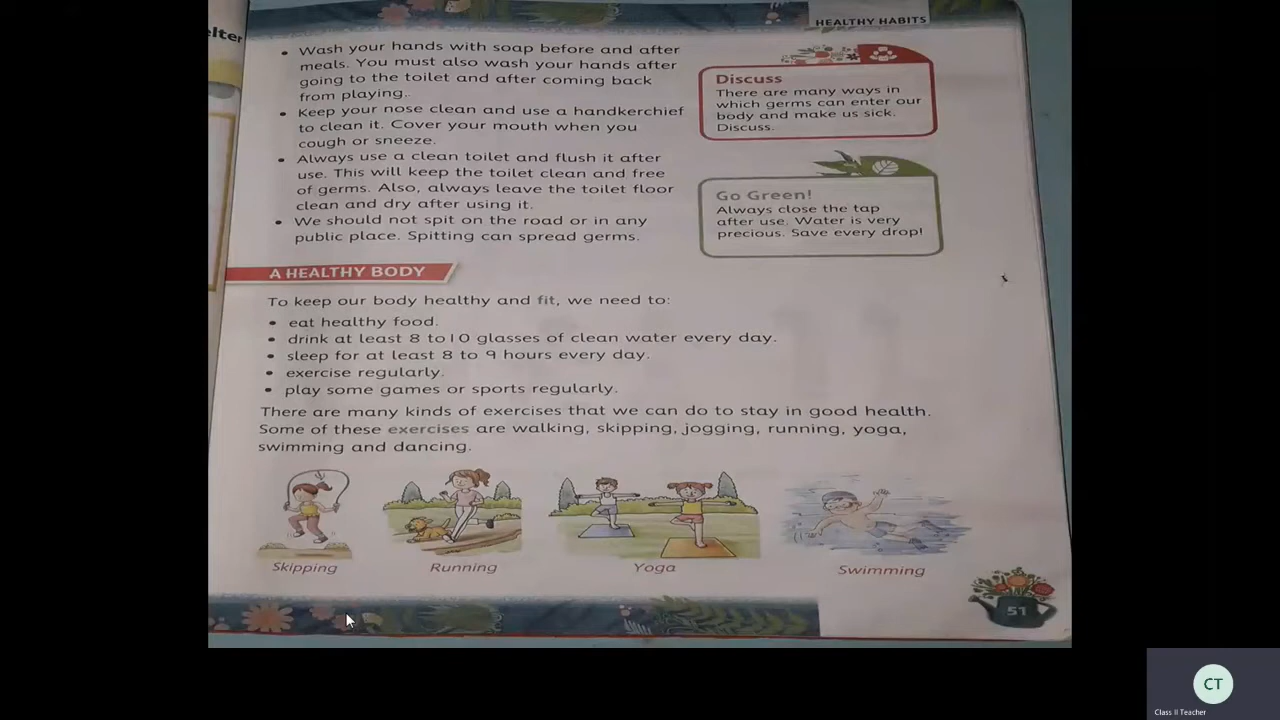 elter
HEALTHY HABITS
• Wash your hands with soap before and after
meals. You must also wash your hands after
going to the toilet and after coming back
from playing.
• Keep your nose clean and use a handkerchief
to clean it. Cover your mouth when you
cough or sneeze.
• Always use a clean toilet and flush it after
use. This will keep the toilet clean and free
of germs. Also, always leave the toilet floor
clean and dry after using it.
• We should not spit on the road or in any
public place. Spitting can spread germs.
Discuss
There are many ways in
which germs can enter our
body and make us sick.
Discuss.
Go Green!
Always close the tap
after use. Water is very
precious. Save every drop!
A HEALTHY BODY
To keep our body healthy and fit, we need to:
• eat healthy food.
• drink at least 8 to10 glasses of clean water every day.
• sleep for at least 8 to 9 hours every day.
• exercise regularly.
• play some games or sports regularly.
There are many kinds of exercises that we can do to stay in good health.
Some of these exercises are walking, skipping, jogging, running, yoga,
swimming and dancing.
Skipping
Running
Yoga
Swimming
51
CT
Class II Teacher